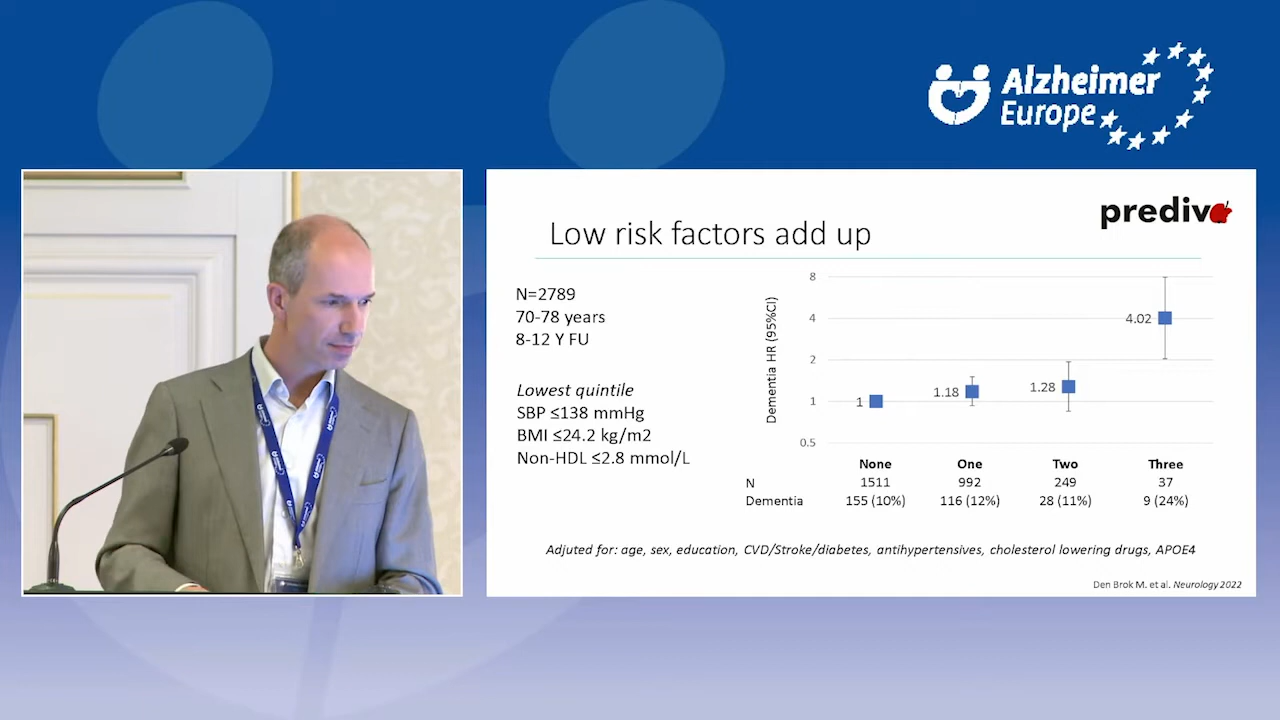 Alzheimer
Europe
prediva
Low risk factors add up
N=2789
70-78 years
8-12 Y FU
Lowest quintile
SBP ≤138 mmHg
BMI ≤24.2 kg/m2
Non-HDL ≤2.8 mmol/L
Dementia HR (95%CI)
8
4
2
1
0.5
1
1.18
1.28
4.02
None One Two Three
N 1511 992 249 37
Dementia 155 (10%) 116 (12%) 28 (11%) 9 (24%)
Adjuted for: age, sex, education, CVD/Stroke/diabetes, antihypertensives, cholesterol lowering drugs, APOE4
Den Brok M. et al. Neurology 2022